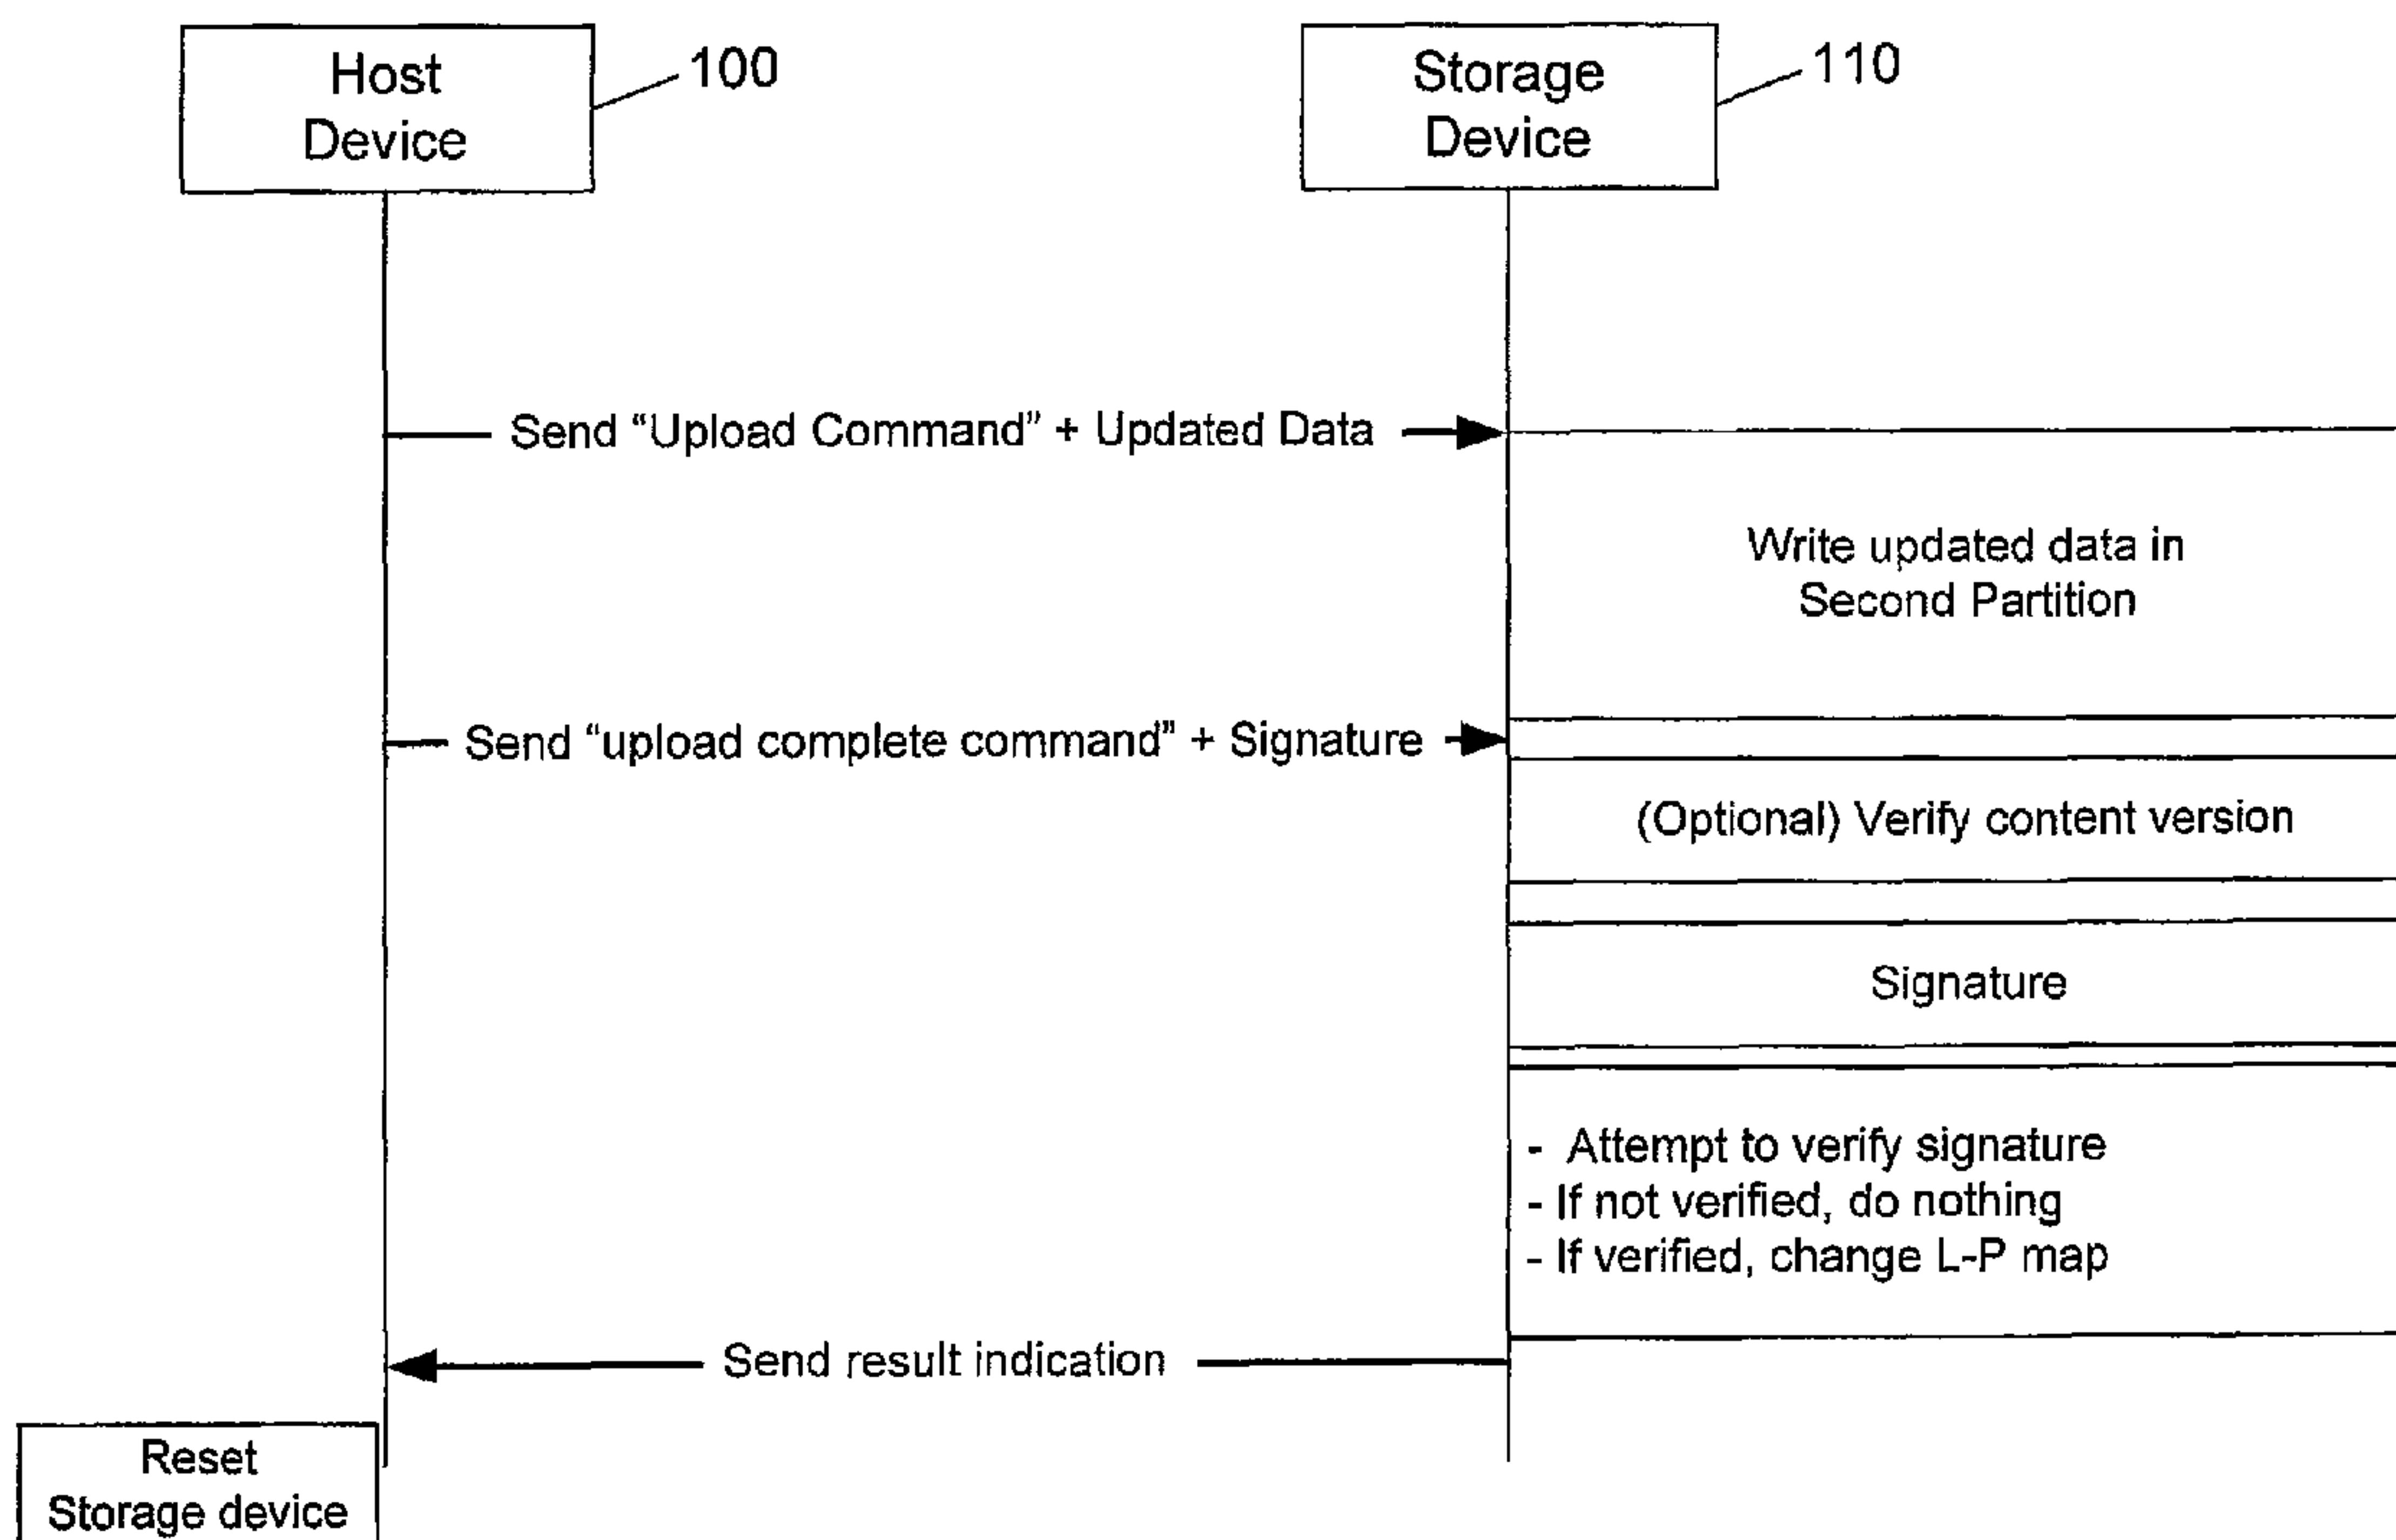 Host
Device
100
Storage
Device
110
Send “Upload Command” + Updated Data
Write updated data in
Second Partition
Send “upload complete command” + Signature
(Optional) Verify content version
Signature
- Attempt to verify signature
- If not verified, do nothing
- If verified, change L-P map
Send result indication
Reset
Storage device